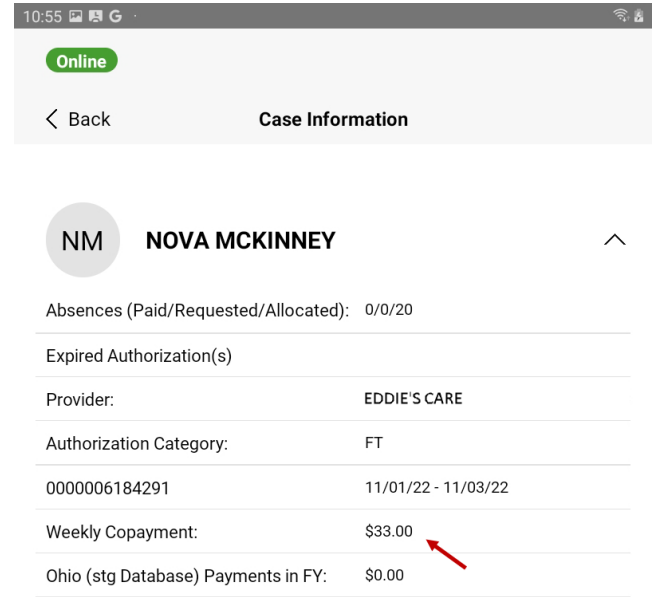 10:55 G
Online
Back Case Information
NM NOVA MCKINNEY
Absences (Paid/Requested/Allocated): 0/0/20
Expired Authorization(s)
Provider: EDDIE'S CARE
Authorization Category: FT
0000006184291 11/01/22 - 11/03/22
Weekly Copayment: $33.00
Ohio (stg Database) Payments in FY: $0.00